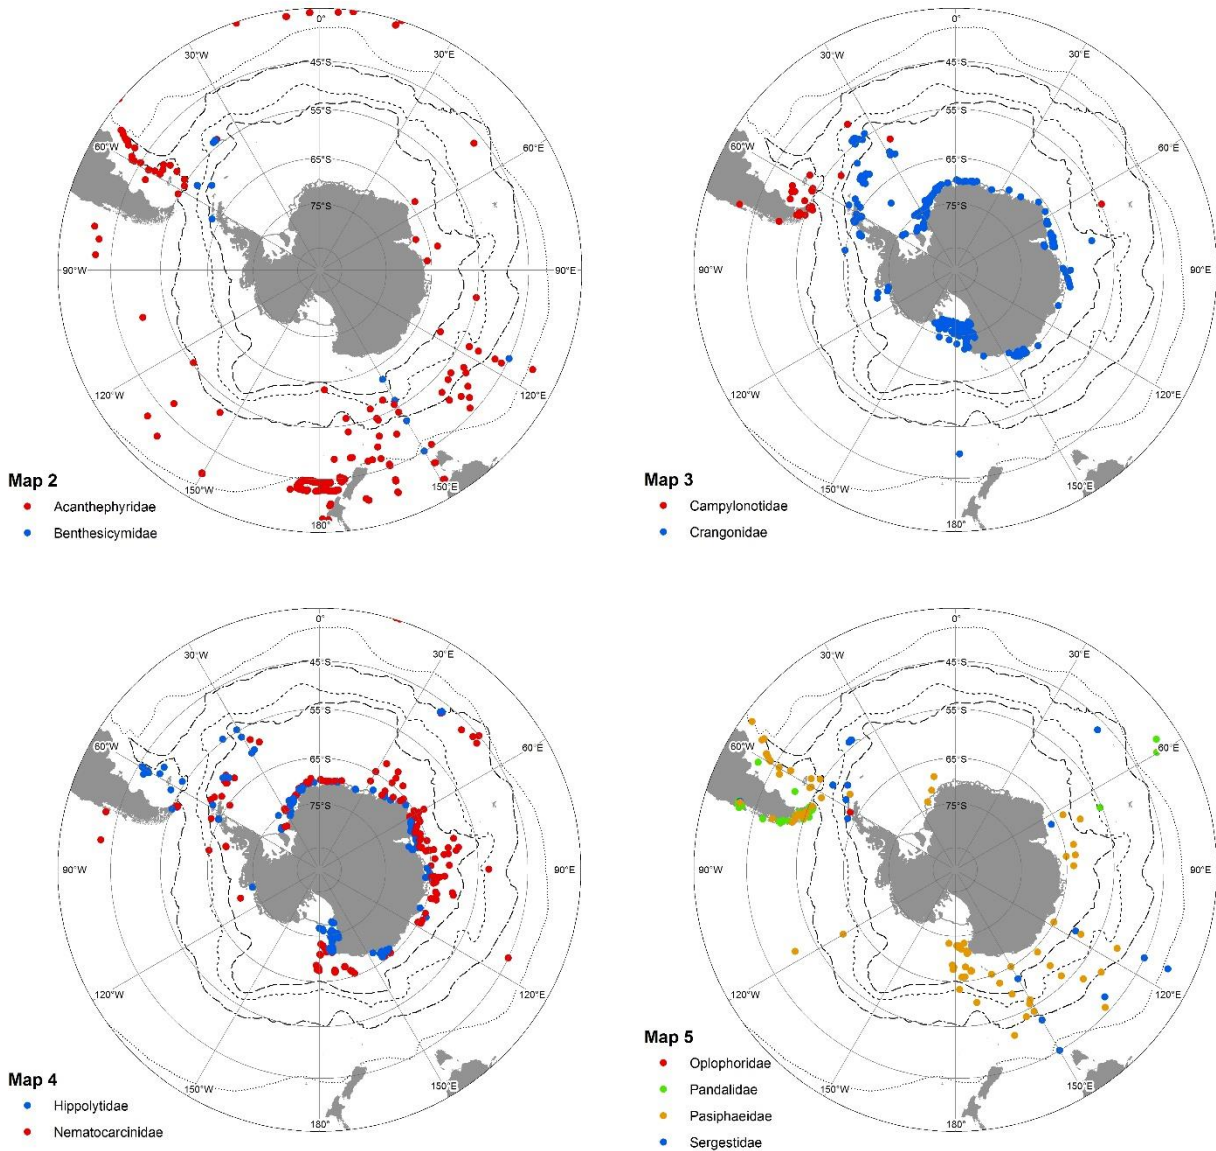 0°
30°W
30°E
45°S
55°S
60°W
60°E
65°S
75°S
90°W
90°E
120°W
120°E
150°W
150°E
180°
Map 2
Acanthephyridae
Benthesicymidae
0°
30°W
30°E
45°S
55°S
60°W
60°E
65°S
75°S
90°W
90°E
120°W
120°E
150°W
150°E
180°
Map 3
Campylonotidae
Crangonidae
0°
30°W
30°E
45°S
55°S
60°W
60°E
65°S
75°S
90°W
90°E
120°W
120°E
150°W
150°E
180°
Map 4
Hippolytidae
Nematocarcinidae
0°
30°W
30°E
45°S
55°S
60°W
60°E
65°S
75°S
90°W
90°E
120°W
120°E
150°W
150°E
180°
Map 5
Oplophoridae
Pandalidae
Pasiphaeidae
Sergestidae